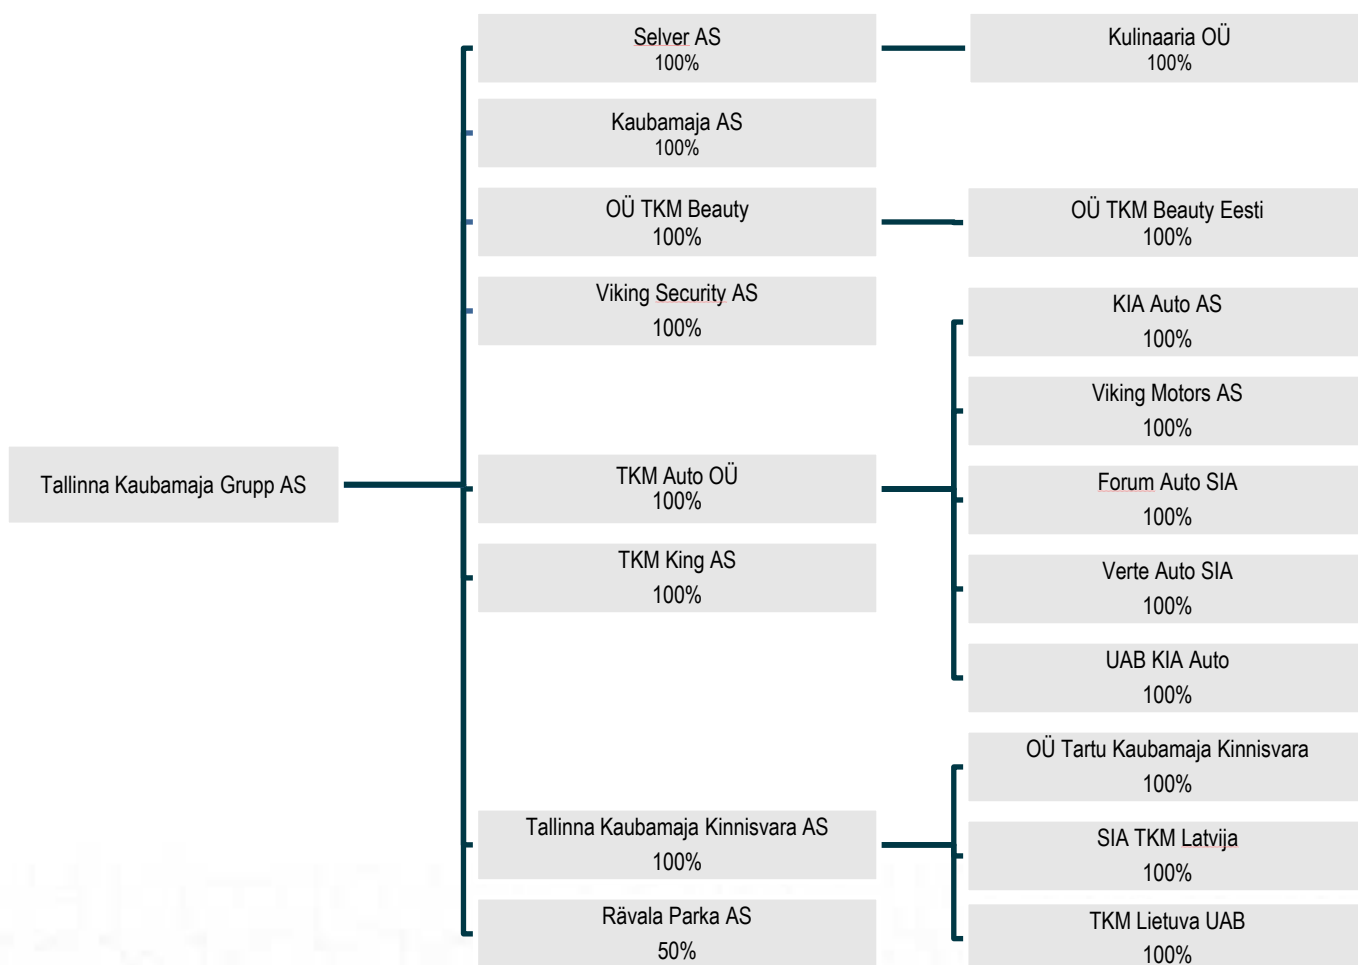 Tallinna Kaubamaja Grupp AS
Selver AS
100%
Kulinaaria OÜ
100%
Kaubamaja AS
100%
OÜ TKM Beauty
100%
OÜ TKM Beauty Eesti
100%
Viking Security AS
100%
TKM Auto OÜ
100%
KIA Auto AS
100%
Viking Motors AS
100%
Forum Auto SIA
100%
Verte Auto SIA
100%
UAB KIA Auto
100%
TKM King AS
100%
Tallinna Kaubamaja Kinnisvara AS
100%
OÜ Tartu Kaubamaja Kinnisvara
100%
SIA TKM Latvija
100%
TKM Lietuva UAB
100%
Rävala Parka AS
50%